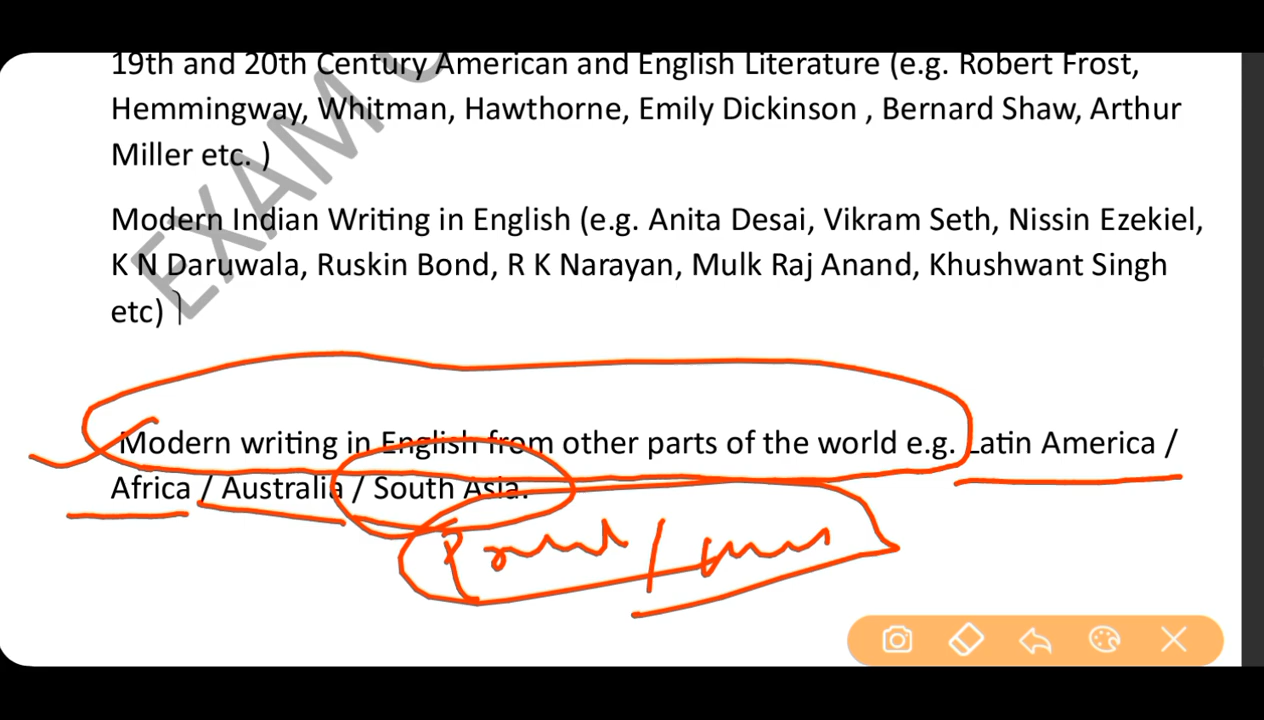 19th and 20th Century American and English Literature (e.g. Robert Frost,
Hemmingway, Whitman, Hawthorne, Emily Dickinson , Bernard Shaw, Arthur
Miller etc. )
Modern Indian Writing in English (e.g. Anita Desai, Vikram Seth, Nissin Ezekiel,
K N Daruwala, Ruskin Bond, R K Narayan, Mulk Raj Anand, Khushwant Singh
etc)
Modern writing in English from other parts of the world e.g. Latin America /
Africa / Australia / South Asia.
EXAM